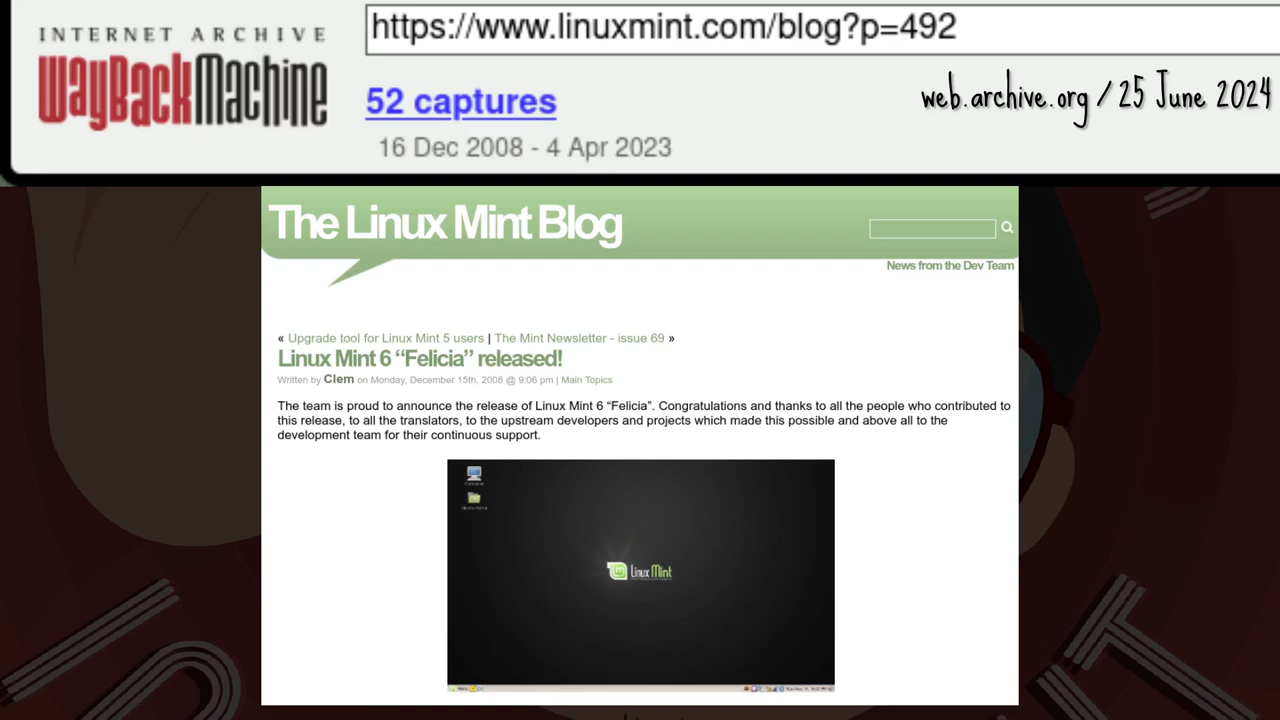 INTERNET ARCHIVE
WayBackMachine
https://www.linuxmint.com/blog?p=492
52 captures
16 Dec 2008 - 4 Apr 2023
web.archive.org / 25 June 2024
The Linux Mint Blog
News from the Dev Team
« Upgrade tool for Linux Mint 5 users | The Mint Newsletter - issue 69 »
Linux Mint 6 “Felicia” released!
Written by Clem on Monday, December 15th, 2008 @ 9:06 pm | Main Topics
The team is proud to announce the release of Linux Mint 6 “Felicia”. Congratulations and thanks to all the people who contributed to
this release, to all the translators, to the upstream developers and projects which made this possible and above all to the
development team for their continuous support.
Computer
Linux Mint